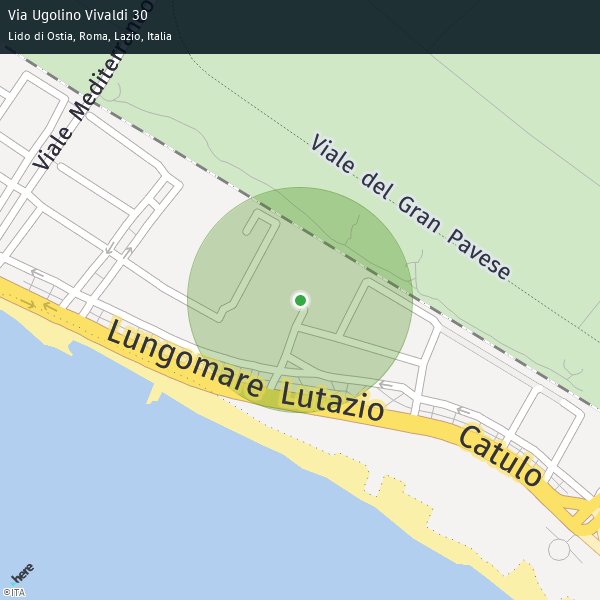 Via Ugolino Vivaldi 30
Lido di Ostia, Roma, Lazio, Italia
Viale Mediterraneo
Viale del Gran Pavese
Lungomare Lutazio Catulo
here
©ITA